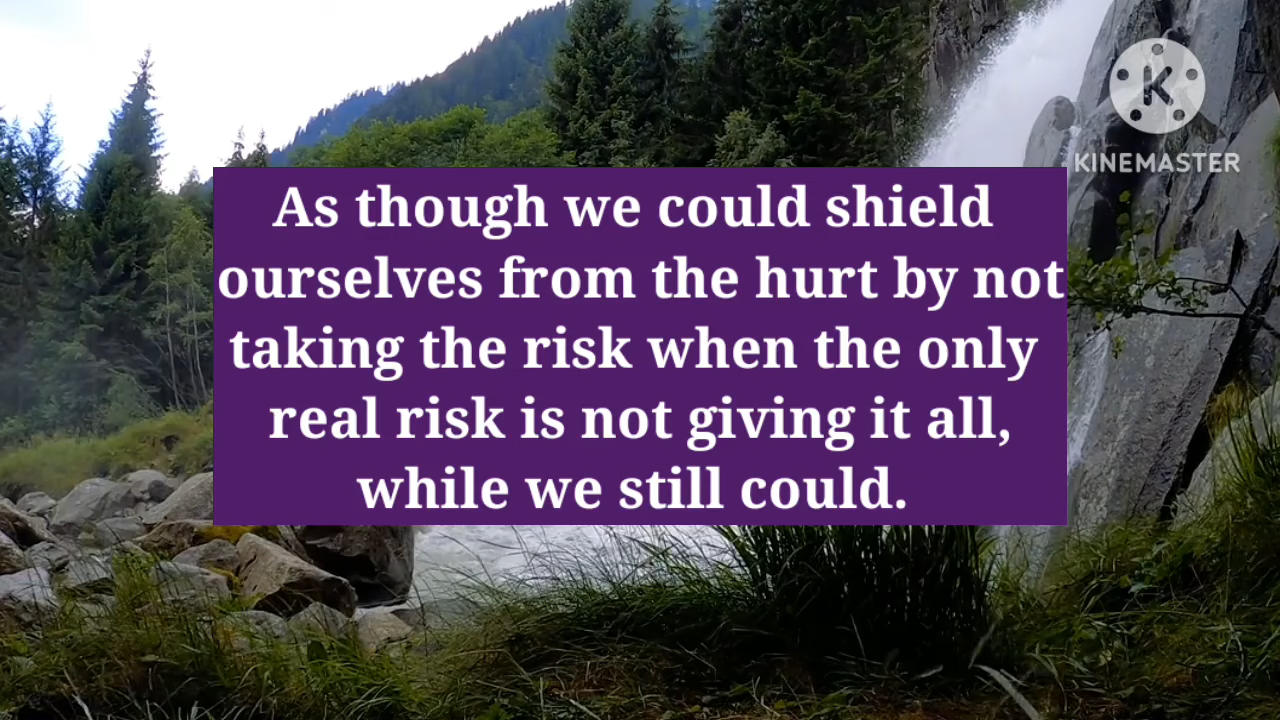 KINEMASTER
As though we could shield
ourselves from the hurt by not
taking the risk when the only
real risk is not giving it all,
while we still could.